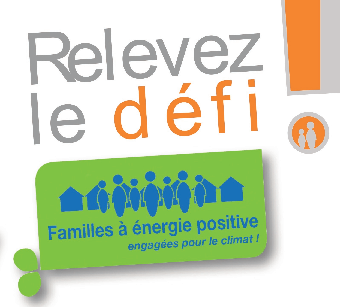 Relevez
le défi !
Familles à énergie positive
engagées pour le climat !